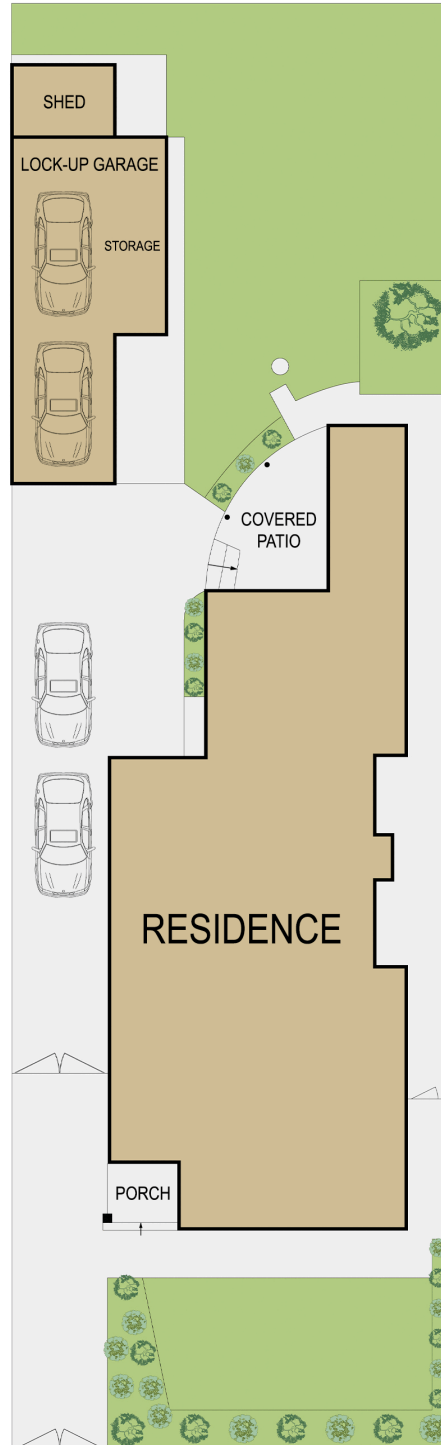 SHED
LOCK-UP GARAGE
STORAGE
COVERED
PATIO
RESIDENCE
PORCH